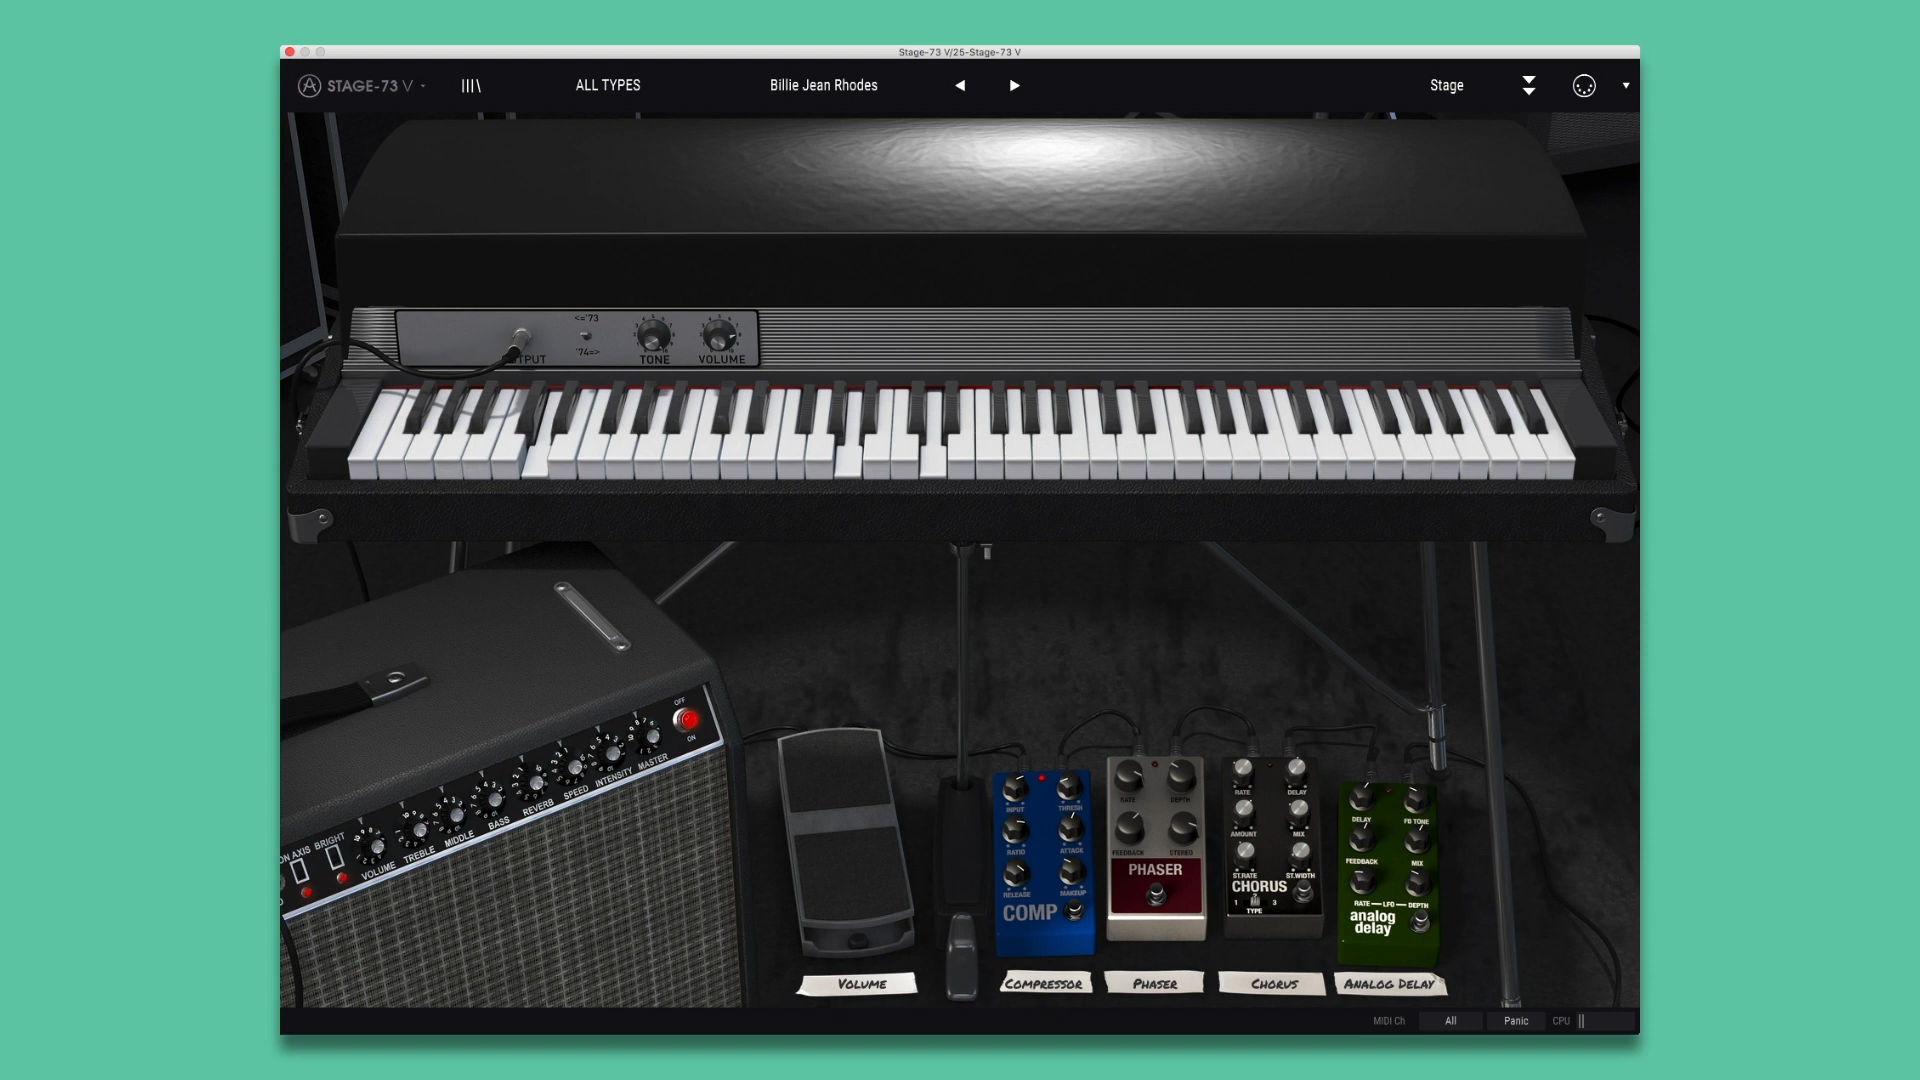 Stage-73 V/25-Stage-73 V
STAGE-73 V
ALL TYPES
Billie Jean Rhodes
Stage
<='73
'74=>
TONE
VOLUME
OFF
ON
BRIGHT
VOLUME
TREBLE
MIDDLE
BASS
REVERB
SPEED
INTENSITY
MASTER
INPUT
THRESH
RATIO
ATTACK
RELEASE
MAKEUP
COMP
RATE
DEPTH
FEEDBACK
STEREO
PHASER
RATE
DELAY
AMOUNT
MIX
ST.RATE
ST.WIDTH
CHORUS
1 2 3
TYPE
DELAY
FB TONE
FEEDBACK
MIX
RATE—LFO—DEPTH
analog
delay
VOLUME
COMPRESSOR
PHASER
CHORUS
ANALOG DELAY
MIDI Ch
All
Panic
CPU